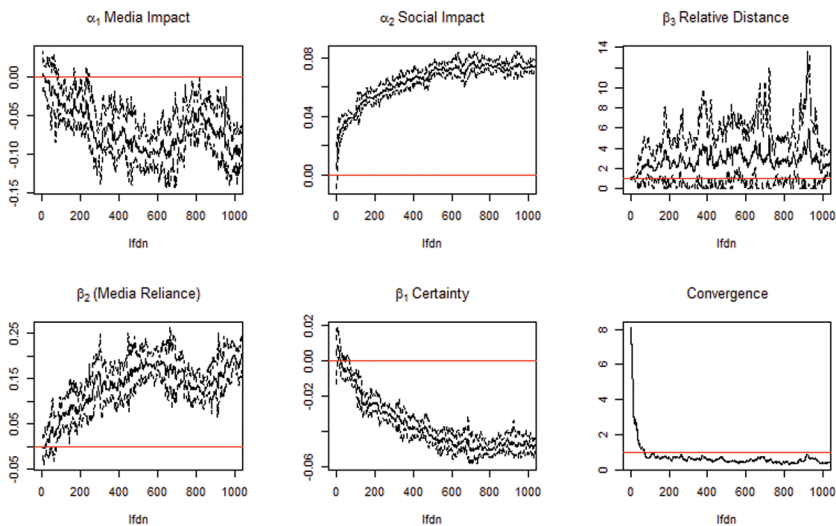 α1 Media Impact
0.00
-0.05
-0.10
-0.15
0 200 400 600 800 1000
lfdn
α2 Social Impact
0.08
0.04
0.00
0 200 400 600 800 1000
lfdn
β3 Relative Distance
14
12
10
8
6
4
2
0
0 200 400 600 800 1000
lfdn
β2 (Media Reliance)
0.25
0.15
0.05
-0.05
0 200 400 600 800 1000
lfdn
β1 Certainty
0.02
0.00
-0.02
-0.06
0 200 400 600 800 1000
lfdn
Convergence
8
6
4
2
0
0 200 400 600 800 1000
lfdn